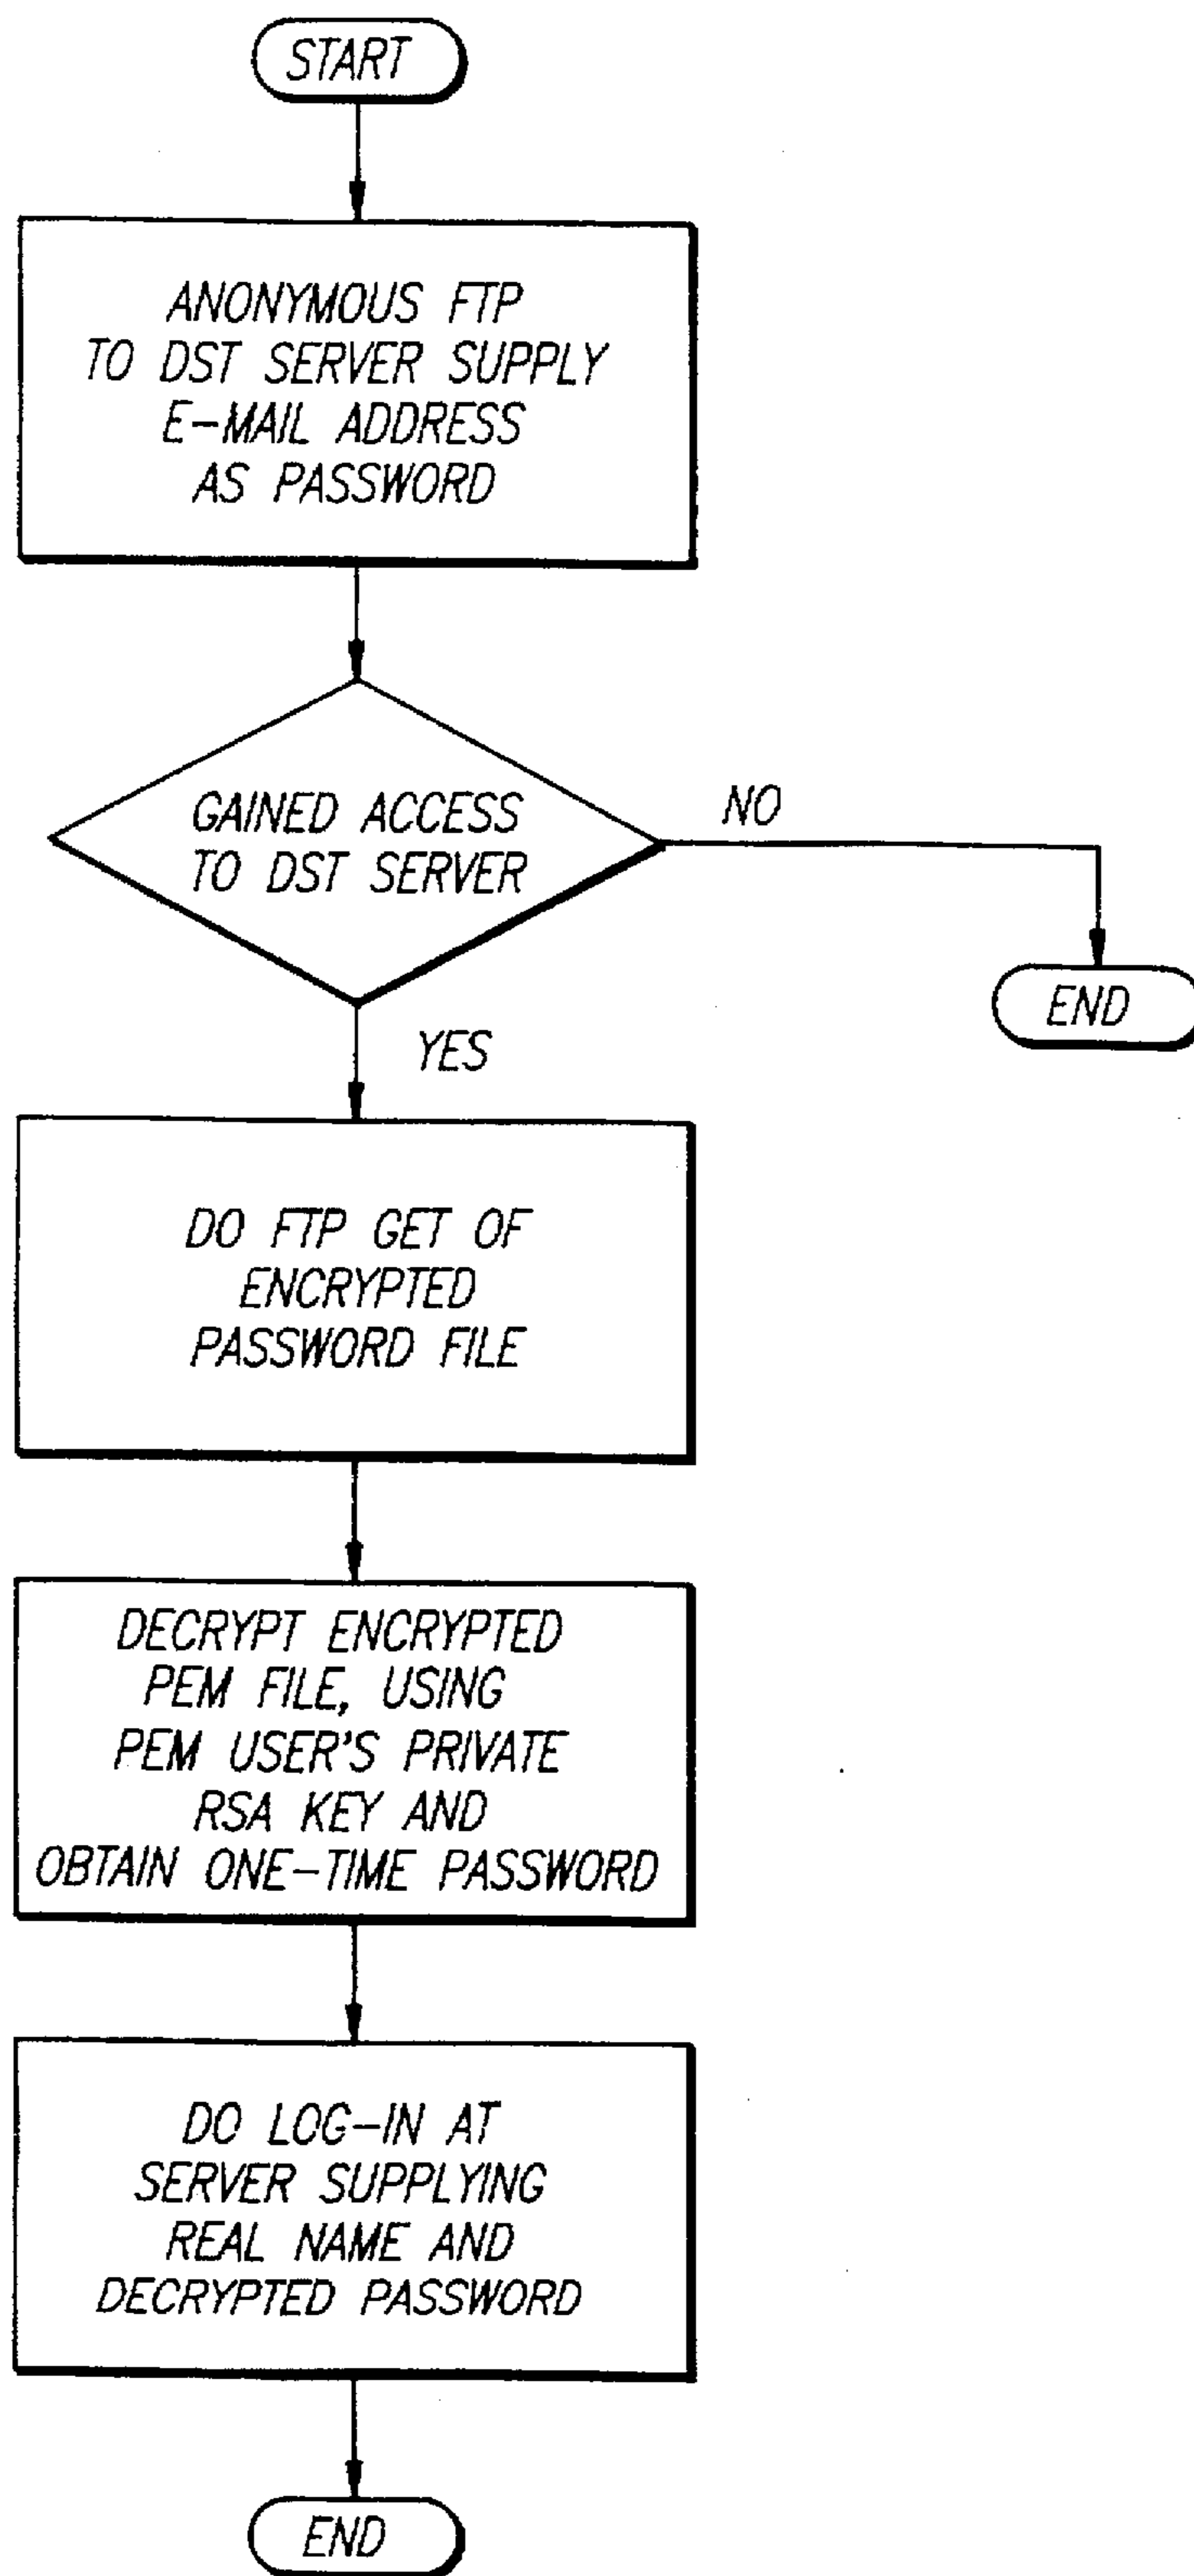 START
ANONYMOUS FTP
TO DST SERVER SUPPLY
E-MAIL ADDRESS
AS PASSWORD
GAINED ACCESS
TO DST SERVER
NO
END
YES
DO FTP GET OF
ENCRYPTED
PASSWORD FILE
DECRYPT ENCRYPTED
PEM FILE, USING
PEM USER'S PRIVATE
RSA KEY AND
OBTAIN ONE-TIME PASSWORD
DO LOG-IN AT
SERVER SUPPLYING
REAL NAME AND
DECRYPTED PASSWORD
END